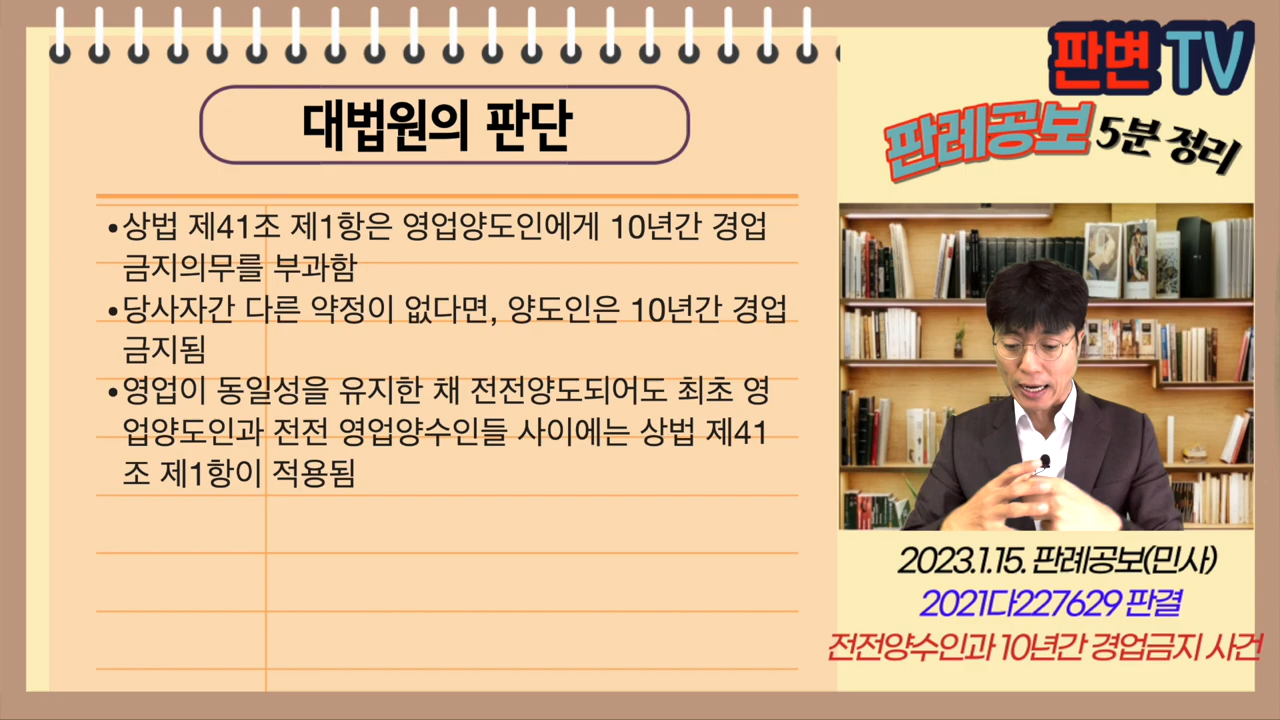 대법원의 판단
•상법 제41조 제1항은 영업양도인에게 10년간 경업
금지의무를 부과함
•당사자간 다른 약정이 없다면, 양도인은 10년간 경업
금지됨
•영업이 동일성을 유지한 채 전전양도되어도 최초 영
업양도인과 전전 영업양수인들 사이에는 상법 제41
조 제1항이 적용됨
판변 TV
판례공보 5분 정리
2023.1.15. 판례공보(민사)
2021다227629 판결
전전양수인과 10년간 경업금지 사건